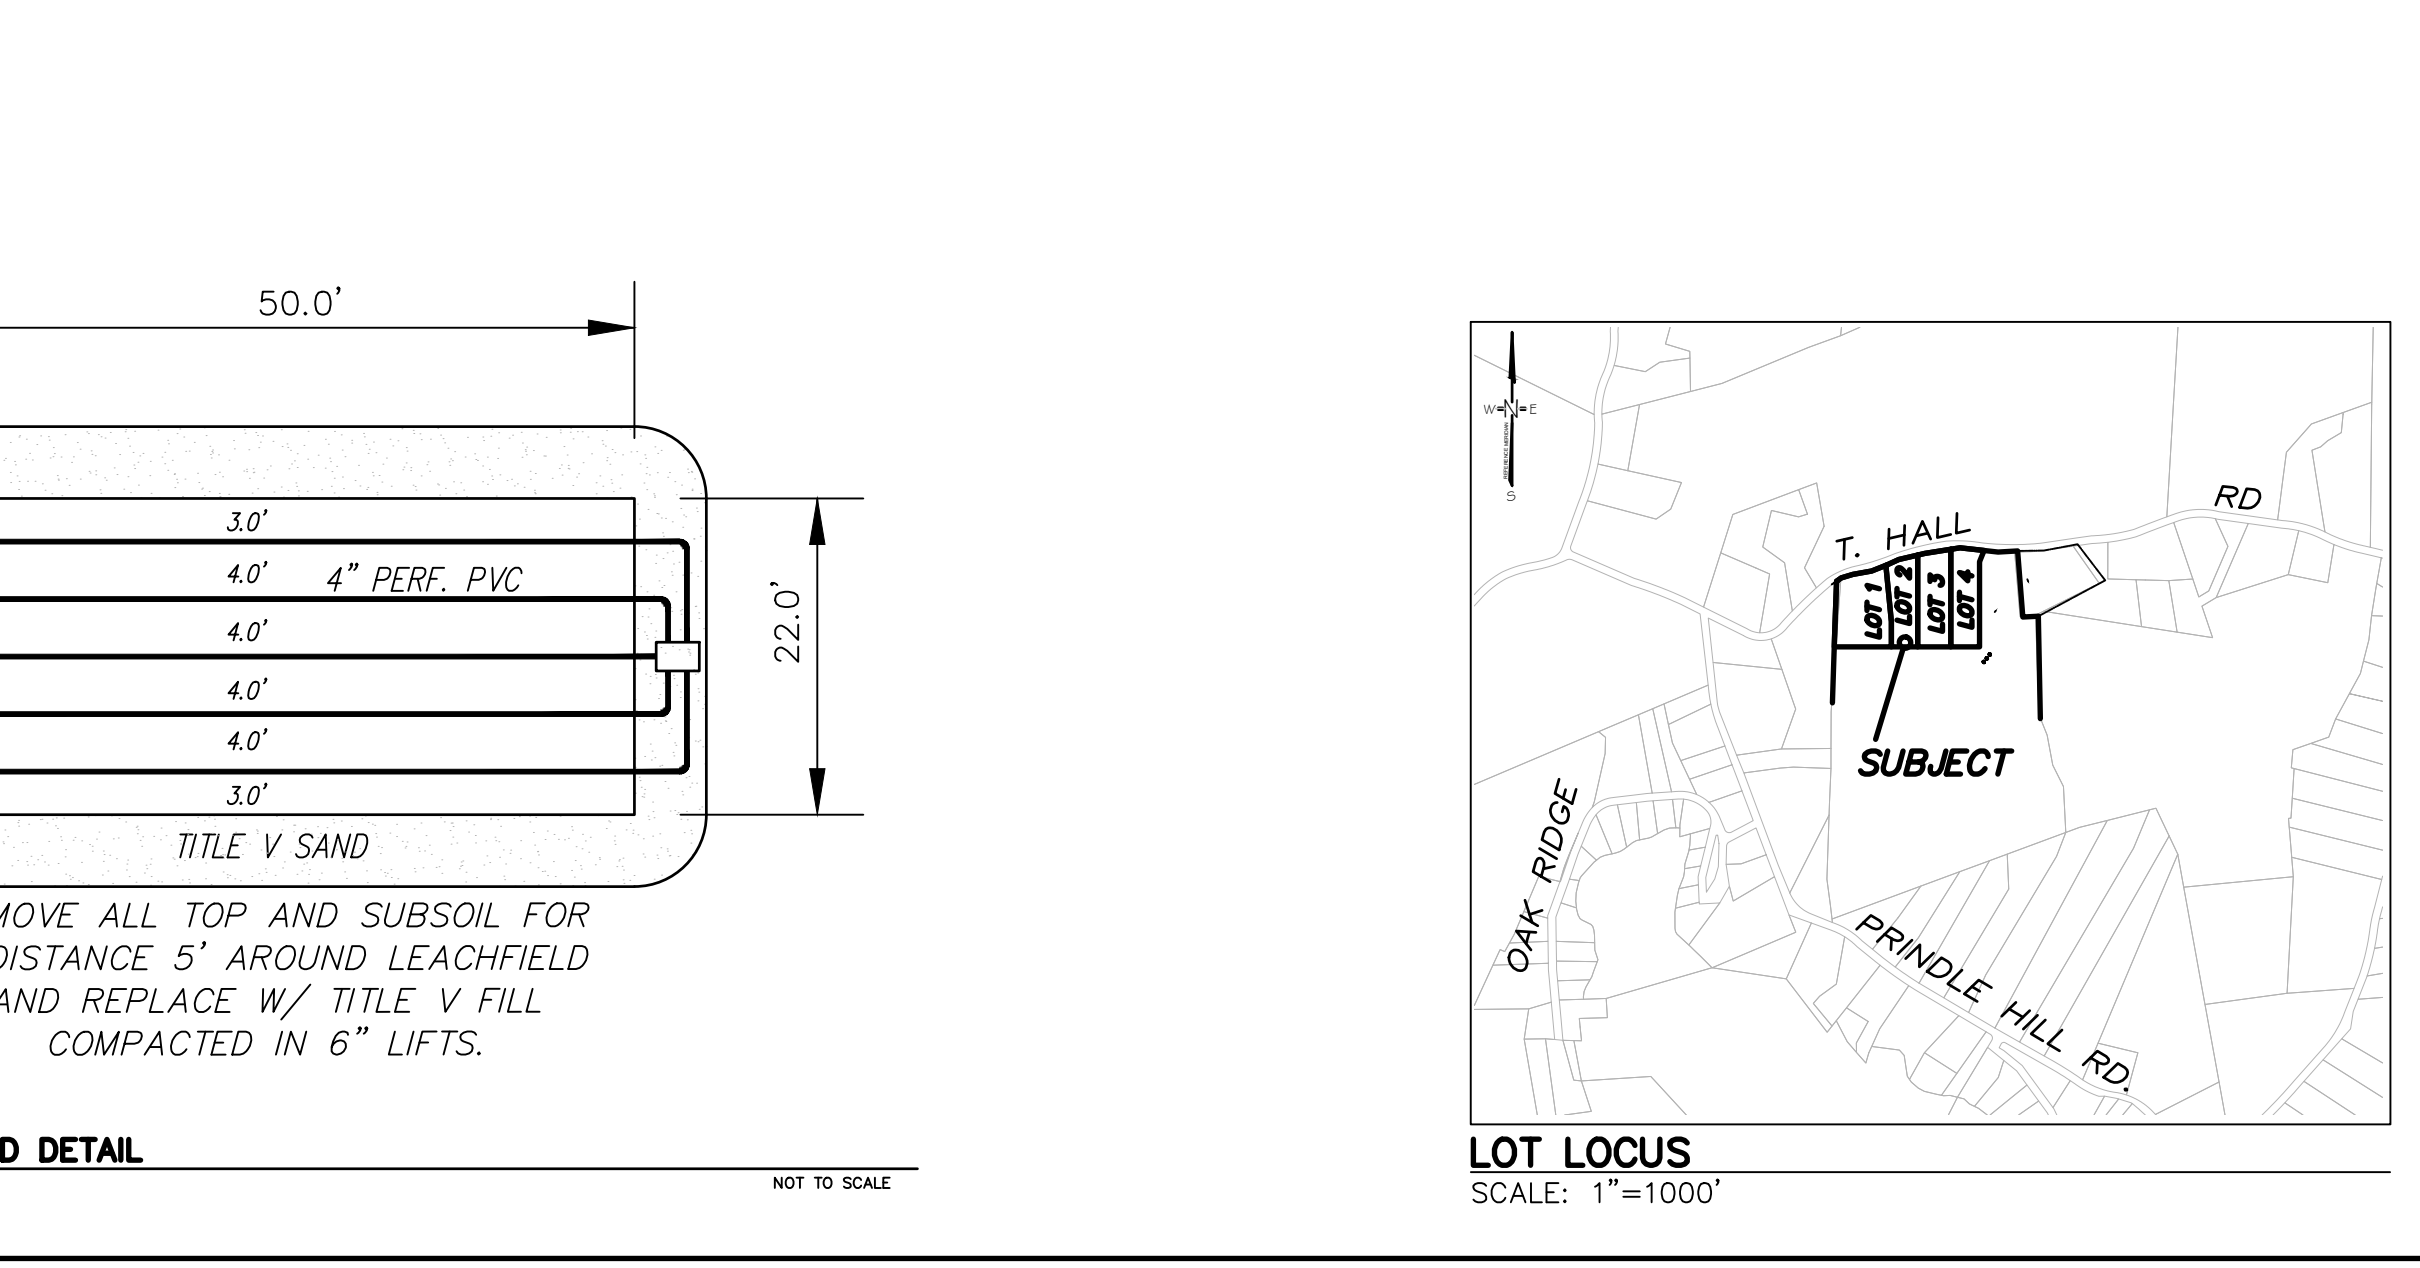 50.0'
3.0'
4.0'
4" PERF. PVC
4.0'
4.0'
4.0'
3.0'
22.0'
TITLE V SAND
MOVE ALL TOP AND SUBSOIL FOR
DISTANCE 5' AROUND LEACHFIELD
AND REPLACE W/ TITLE V FILL
COMPACTED IN 6" LIFTS.
D DETAIL
NOT TO SCALE
W N E
REFERENCE MERIDIAN
S
T. HALL RD
LOT 1
LOT 2
LOT 3
LOT 4
SUBJECT
OAK RIDGE
PRINDLE HILL RD.
LOT LOCUS
SCALE: 1"=1000'